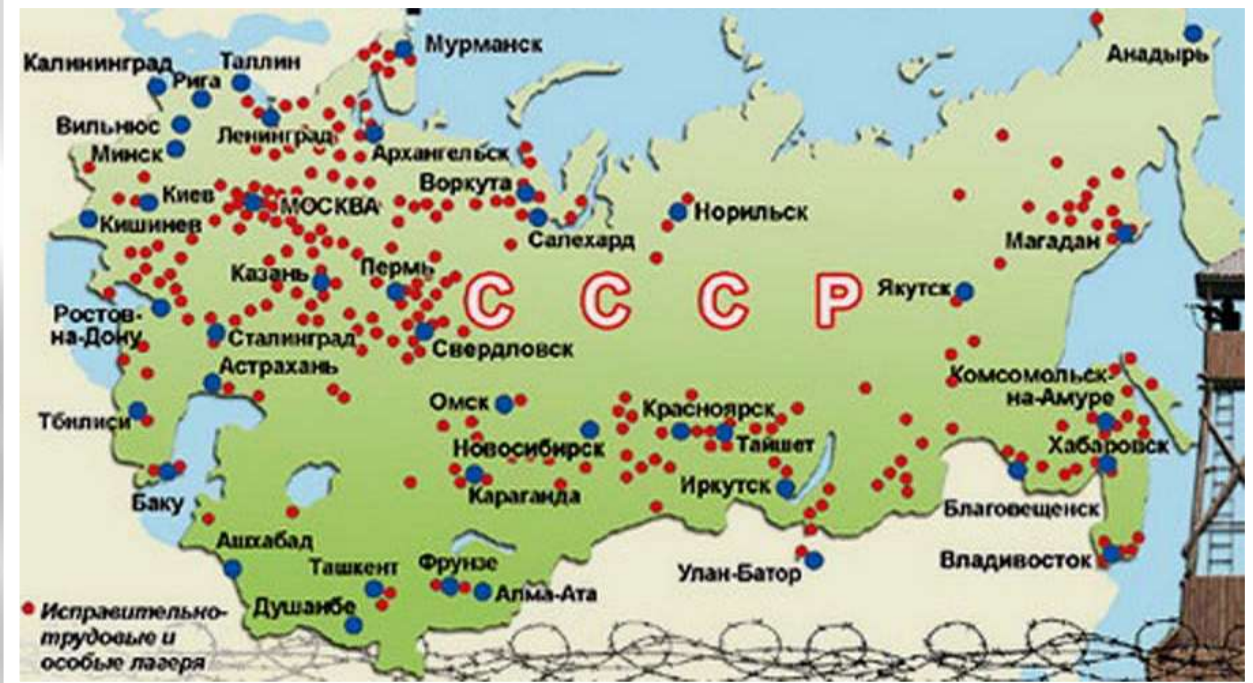 Мурманск
Анадырь
Калининград
Таллин
Рига
Вильнюс
Ленинград
Минск
Архангельск
Воркута
Киев
МОСКВА
Норильск
Кишинев
Салехард
Магадан
Казань
Пермь
С С С Р
Якутск
Ростов-
на-Дону
Сталинград
Свердловск
Астрахань
Комсомольск-
на-Амуре
Омск
Красноярск
Тбилиси
Новосибирск
Тайшет
Хабаровск
Караганда
Иркутск
Баку
Благовещенск
Ашхабад
Ташкент
Фрунзе
Владивосток
Улан-Батор
Алма-Ата
Душанбе
Исправительно-
трудовые и
особые лагеря